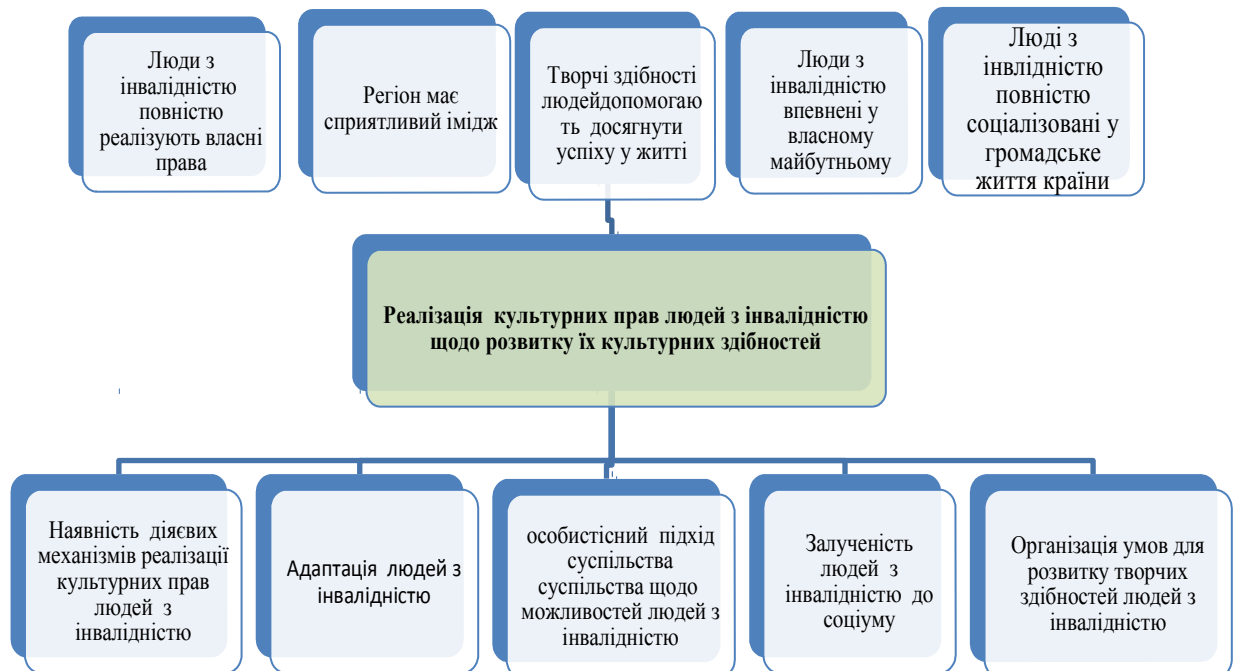 Люди з
інвалідністю
повністю
реалізують власні
права
Регіон має
сприятливий імідж
Творчі здібності
людейдопомогаю
ть досягнути
успіху у житті
Люди з
інвалідністю
впевнені у
власному
майбутньому
Люді з
інвлідністю
повністю
соціалізовані у
громадське
життя країни
Реалізація культурних прав людей з інвалідністю
щодо розвитку їх культурних здібностей
Наявність діяєвих
механізмів реалізації
культурних прав
людей з
інвалідністю
Адаптація людей з
інвалідністю
особистісний підхід
суспільства
суспільства щодо
можливостей людей з
інвалідністю
Залученість
людей з
інвалідністю до
соціуму
Організація умов для
розвитку творчих
здібностей людей з
інвалідністю